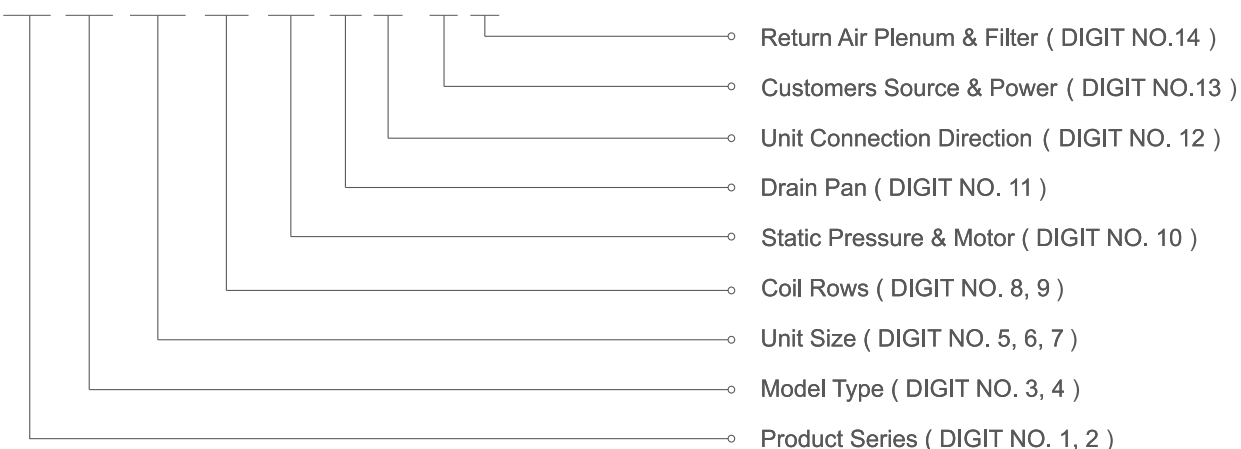 Return Air Plenum & Filter ( DIGIT NO.14 )
Customers Source & Power ( DIGIT NO.13 )
Unit Connection Direction ( DIGIT NO. 12 )
Drain Pan ( DIGIT NO. 11 )
Static Pressure & Motor ( DIGIT NO. 10 )
Coil Rows ( DIGIT NO. 8, 9 )
Unit Size ( DIGIT NO. 5, 6, 7 )
Model Type ( DIGIT NO. 3, 4 )
Product Series ( DIGIT NO. 1, 2 )